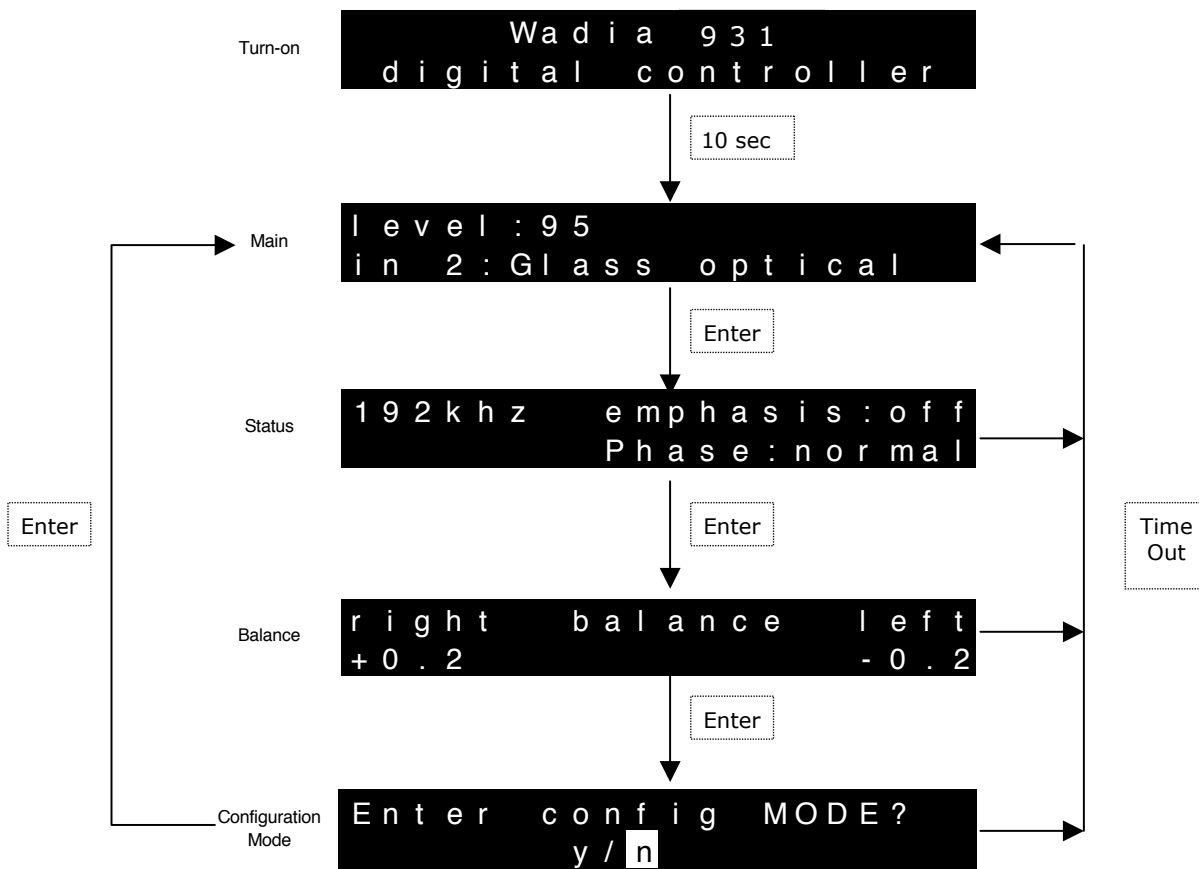 Turn-on
Wadia 931
digital controller
10 sec
Main
level:95
in 2:Glass optical
Enter
Status
192khz emphasis:off
Phase:normal
Enter
Enter
Time
Out
Balance
right balance left
+0.2 -0.2
Enter
Configuration
Mode
Enter config MODE?
y/n